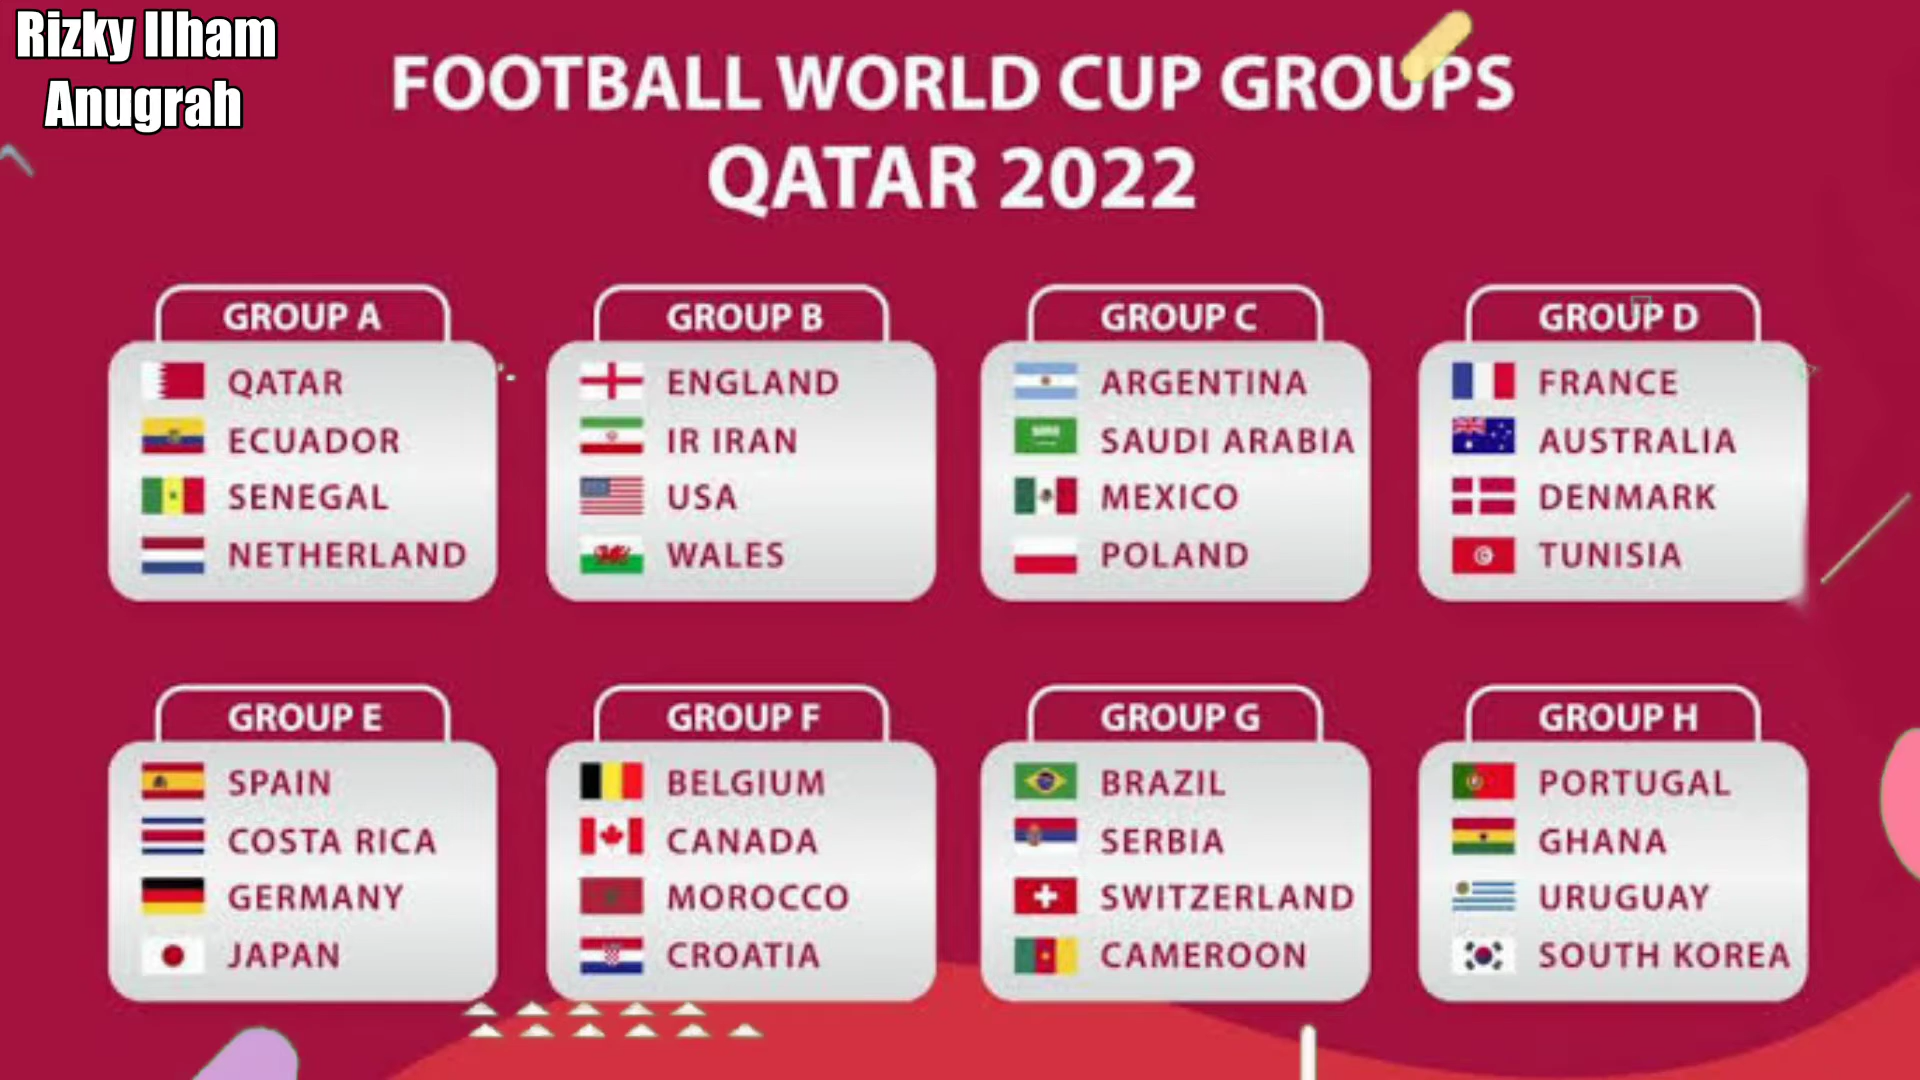 Rizky Ilham
Anugrah
FOOTBALL WORLD CUP GROUPS
QATAR 2022
GROUP A
QATAR
ECUADOR
SENEGAL
NETHERLAND
GROUP B
ENGLAND
IR IRAN
USA
WALES
GROUP C
ARGENTINA
SAUDI ARABIA
MEXICO
POLAND
GROUP D
FRANCE
AUSTRALIA
DENMARK
TUNISIA
GROUP E
SPAIN
COSTA RICA
GERMANY
JAPAN
GROUP F
BELGIUM
CANADA
MOROCCO
CROATIA
GROUP G
BRAZIL
SERBIA
SWITZERLAND
CAMEROON
GROUP H
PORTUGAL
GHANA
URUGUAY
SOUTH KOREA